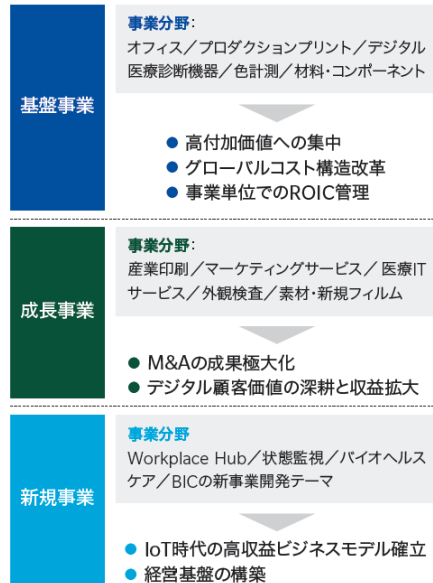 基盤事業
事業分野：
オフィス／プロダクションプリント／デジタル
医療診断機器／色計測／材料・コンポーネント
● 高付加価値への集中
● グローバルコスト構造改革
● 事業単位でのROIC管理
成長事業
事業分野：
産業印刷／マーケティングサービス／医療IT
サービス／外観検査／素材・新規フィルム
● M&Aの成果極大化
● デジタル顧客価値の深耕と収益拡大
新規事業
事業分野
Workplace Hub／状態監視／バイオヘルス
ケア／BICの新事業開発テーマ
● IoT時代の高収益ビジネスモデル確立
● 経営基盤の構築